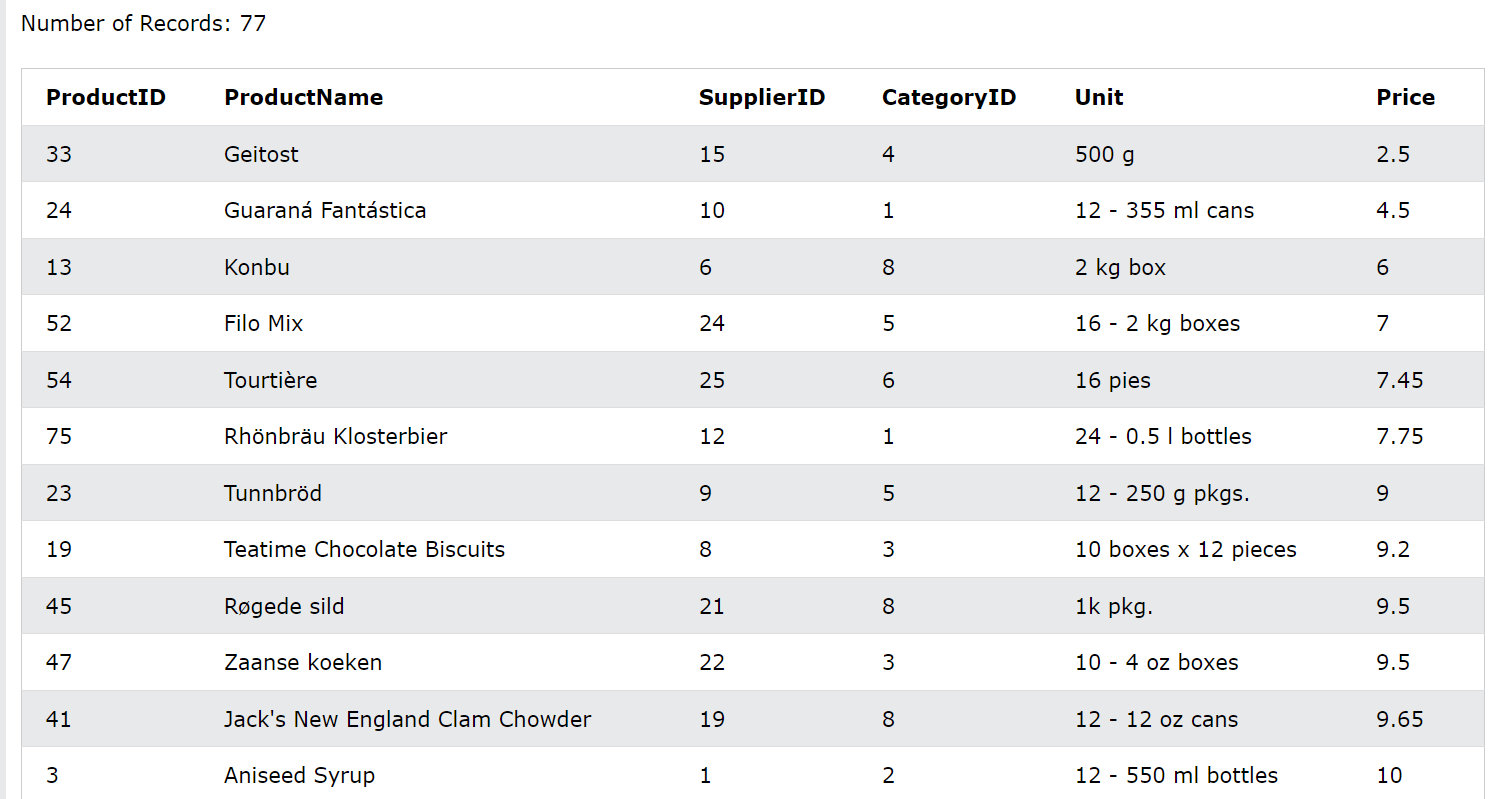 Number of Records: 77
ProductID ProductName SupplierID CategoryID Unit Price
33 Geitost 15 4 500 g 2.5
24 Guaraná Fantástica 10 1 12 - 355 ml cans 4.5
13 Konbu 6 8 2 kg box 6
52 Filo Mix 24 5 16 - 2 kg boxes 7
54 Tourtière 25 6 16 pies 7.45
75 Rhönbräu Klosterbier 12 1 24 - 0.5 l bottles 7.75
23 Tunnbröd 9 5 12 - 250 g pkgs. 9
19 Teatime Chocolate Biscuits 8 3 10 boxes x 12 pieces 9.2
45 Røgede sild 21 8 1k pkg. 9.5
47 Zaanse koeken 22 3 10 - 4 oz boxes 9.5
41 Jack's New England Clam Chowder 19 8 12 - 12 oz cans 9.65
3 Aniseed Syrup 1 2 12 - 550 ml bottles 10